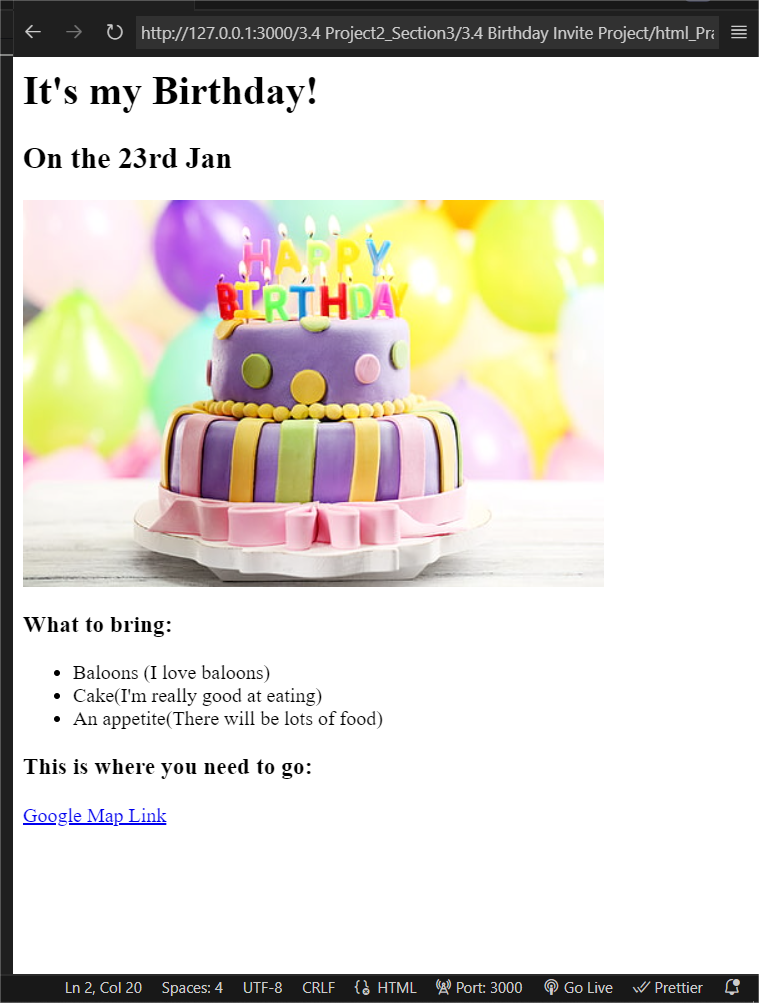 http://127.0.0.1:3000/3.4 Project2_Section3/3.4 Birthday Invite Project/html_Pra
It's my Birthday!
On the 23rd Jan
HAPPY
BIRTHDAY
What to bring:
Baloons (I love baloons)
Cake(I'm really good at eating)
An appetite(There will be lots of food)
This is where you need to go:
Google Map Link
Ln 2, Col 20 Spaces: 4 UTF-8 CRLF HTML Port: 3000 Go Live Prettier